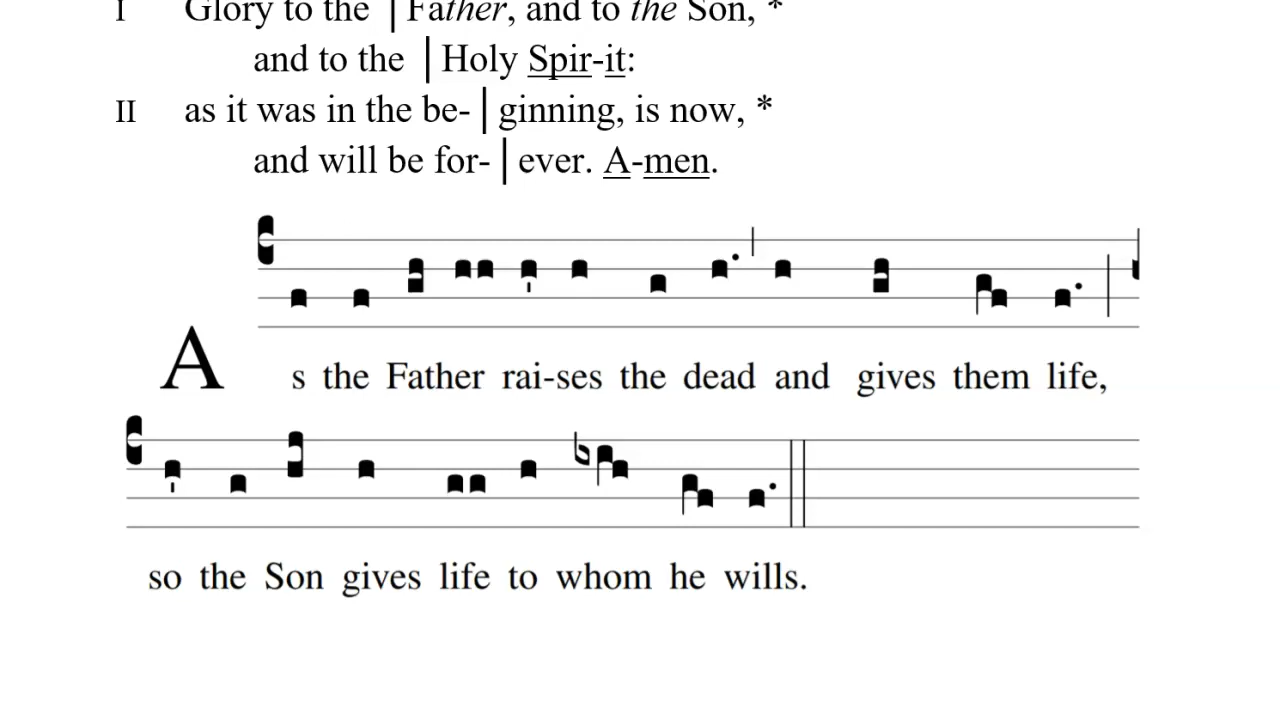 I Glory to the | Father, and to the Son, *
and to the | Holy Spir-it:
II as it was in the be- | ginning, is now, *
and will be for- | ever. A-men.
As the Father rai-ses the dead and gives them life,
so the Son gives life to whom he wills.